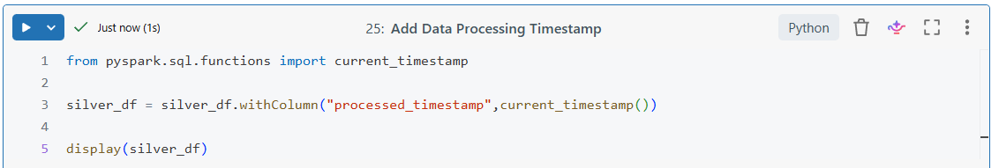 Just now (1s)
25: Add Data Processing Timestamp
Python
1 from pyspark.sql.functions import current_timestamp
2
3 silver_df = silver_df.withColumn("processed_timestamp",current_timestamp())
4
5 display(silver_df)